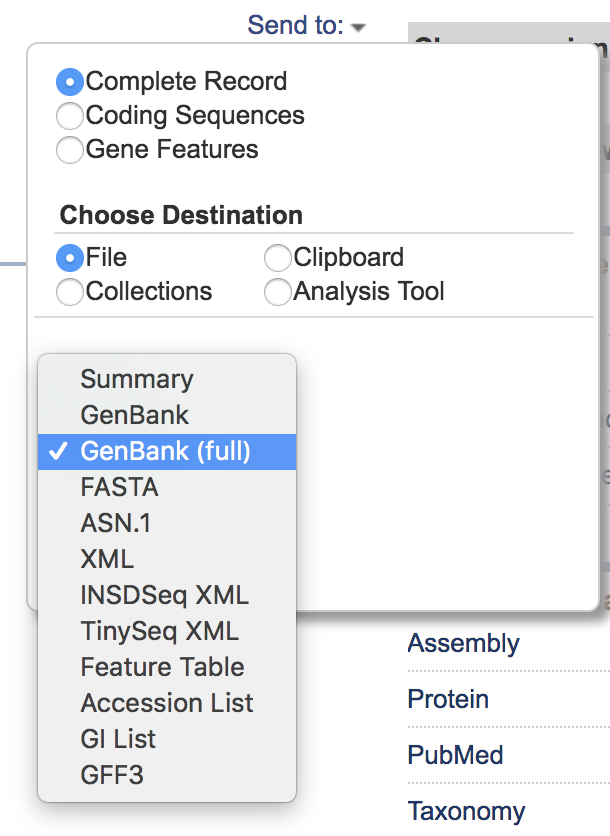 Send to:
Complete Record
Coding Sequences
Gene Features
Choose Destination
File
Clipboard
Collections
Analysis Tool
Summary
GenBank
GenBank (full)
FASTA
ASN.1
XML
INSDSeq XML
TinySeq XML
Feature Table
Accession List
GI List
GFF3
Assembly
Protein
PubMed
Taxonomy